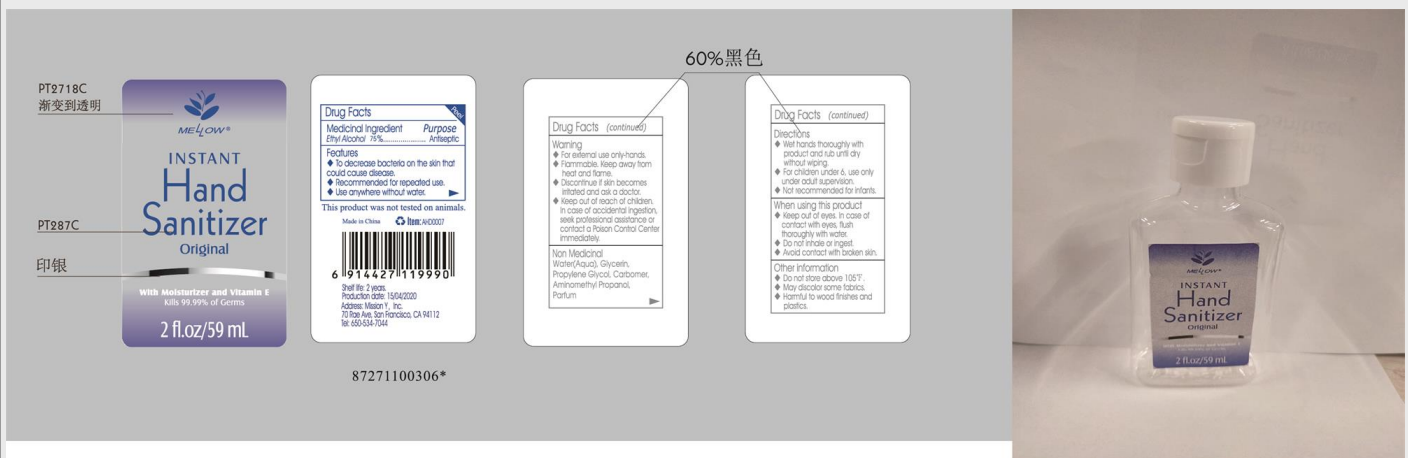 PT2718C
渐变到透明
PT287C
印银
MELLOW®
INSTANT
Hand
Sanitizer
Original
With Moisturizer and Vitamin E
Kills 99.99% of Germs
2 fl.oz/59 mL
Peel
Drug Facts
Medicinal Ingredient Purpose
Ethyl Alcohol 75%..................... Antiseptic
Features
◆ To decrease bacteria on the skin that
could cause disease.
◆ Recommended for repeated use.
◆ Use anywhere without water.
This product was not tested on animals.
Made in China Item: AHD0007
6 914427 119990
Shelf life: 2 years.
Production date: 15/04/2020
Address: Mission Y, Inc.
70 Rae Ave, San Francisco, CA 94112
Tel: 650-534-7044
87271100306*
60%黑色
Drug Facts (continued)
Warning
◆ For external use only-hands.
◆ Flammable. Keep away from
heat and flame.
◆ Discontinue if skin becomes
irritated and ask a doctor.
◆ Keep out of reach of children.
In case of accidental ingestion,
seek professional assistance or
contact a Poison Control Center
immediately.
Non Medicinal
Water(Aqua), Glycerin,
Propylene Glycol, Carbomer,
Aminomethyl Propanol,
Parfum
Drug Facts (continued)
Directions
◆ Wet hands thoroughly with
product and rub until dry
without wiping.
◆ For children under 6, use only
under adult supervision.
◆ Not recommended for infants.
When using this product
◆ Keep out of eyes. In case of
contact with eyes, flush
thoroughly with water.
◆ Do not inhale or ingest.
◆ Avoid contact with broken skin.
Other information
◆ Do not store above 105°F.
◆ May discolor some fabrics.
◆ Harmful to wood finishes and
plastics.
MELLOW®
INSTANT
Hand
Sanitizer
Original
With Moisturizer and Vitamin E
2 fl.oz/59 mL